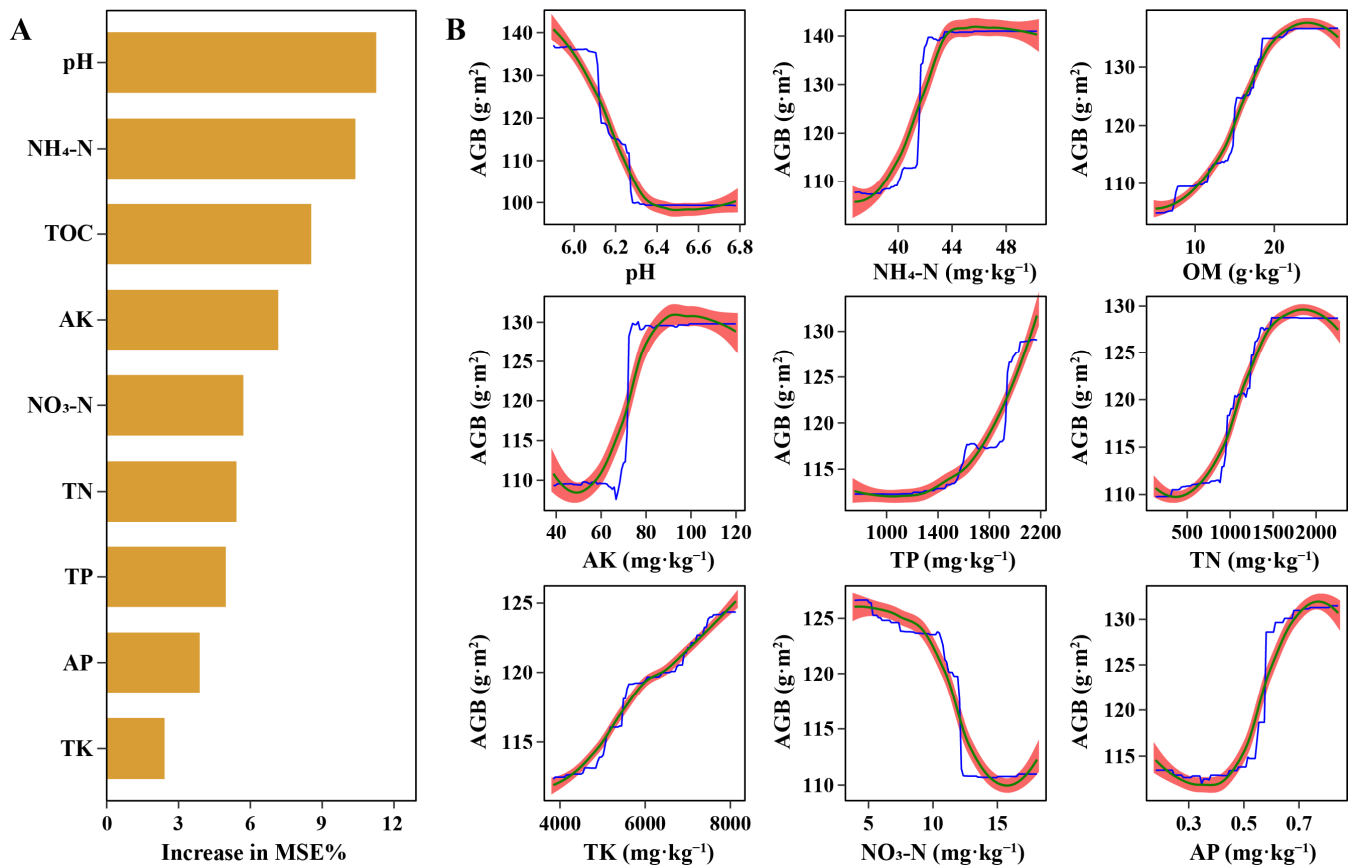 A
pH
NH₄-N
TOC
AK
NO₃-N
TN
TP
AP
TK
0 3 6 9 12
Increase in MSE%
B
AGB (g·m²)
140
130
120
110
100
6.0 6.2 6.4 6.6 6.8
pH
AGB (g·m²)
140
130
120
110
40 44 48
NH₄-N (mg·kg⁻¹)
AGB (g·m²)
130
120
110
10 20
OM (g·kg⁻¹)
AGB (g·m²)
130
125
120
115
110
40 60 80 100 120
AK (mg·kg⁻¹)
AGB (g·m²)
130
125
120
115
1000 1400 1800 2200
TP (mg·kg⁻¹)
AGB (g·m²)
130
125
120
115
110
500 1000 1500 2000
TN (mg·kg⁻¹)
AGB (g·m²)
125
120
115
4000 6000 8000
TK (mg·kg⁻¹)
AGB (g·m²)
125
120
115
110
5 10 15
NO₃-N (mg·kg⁻¹)
AGB (g·m²)
130
125
120
115
110
0.3 0.5 0.7
AP (mg·kg⁻¹)